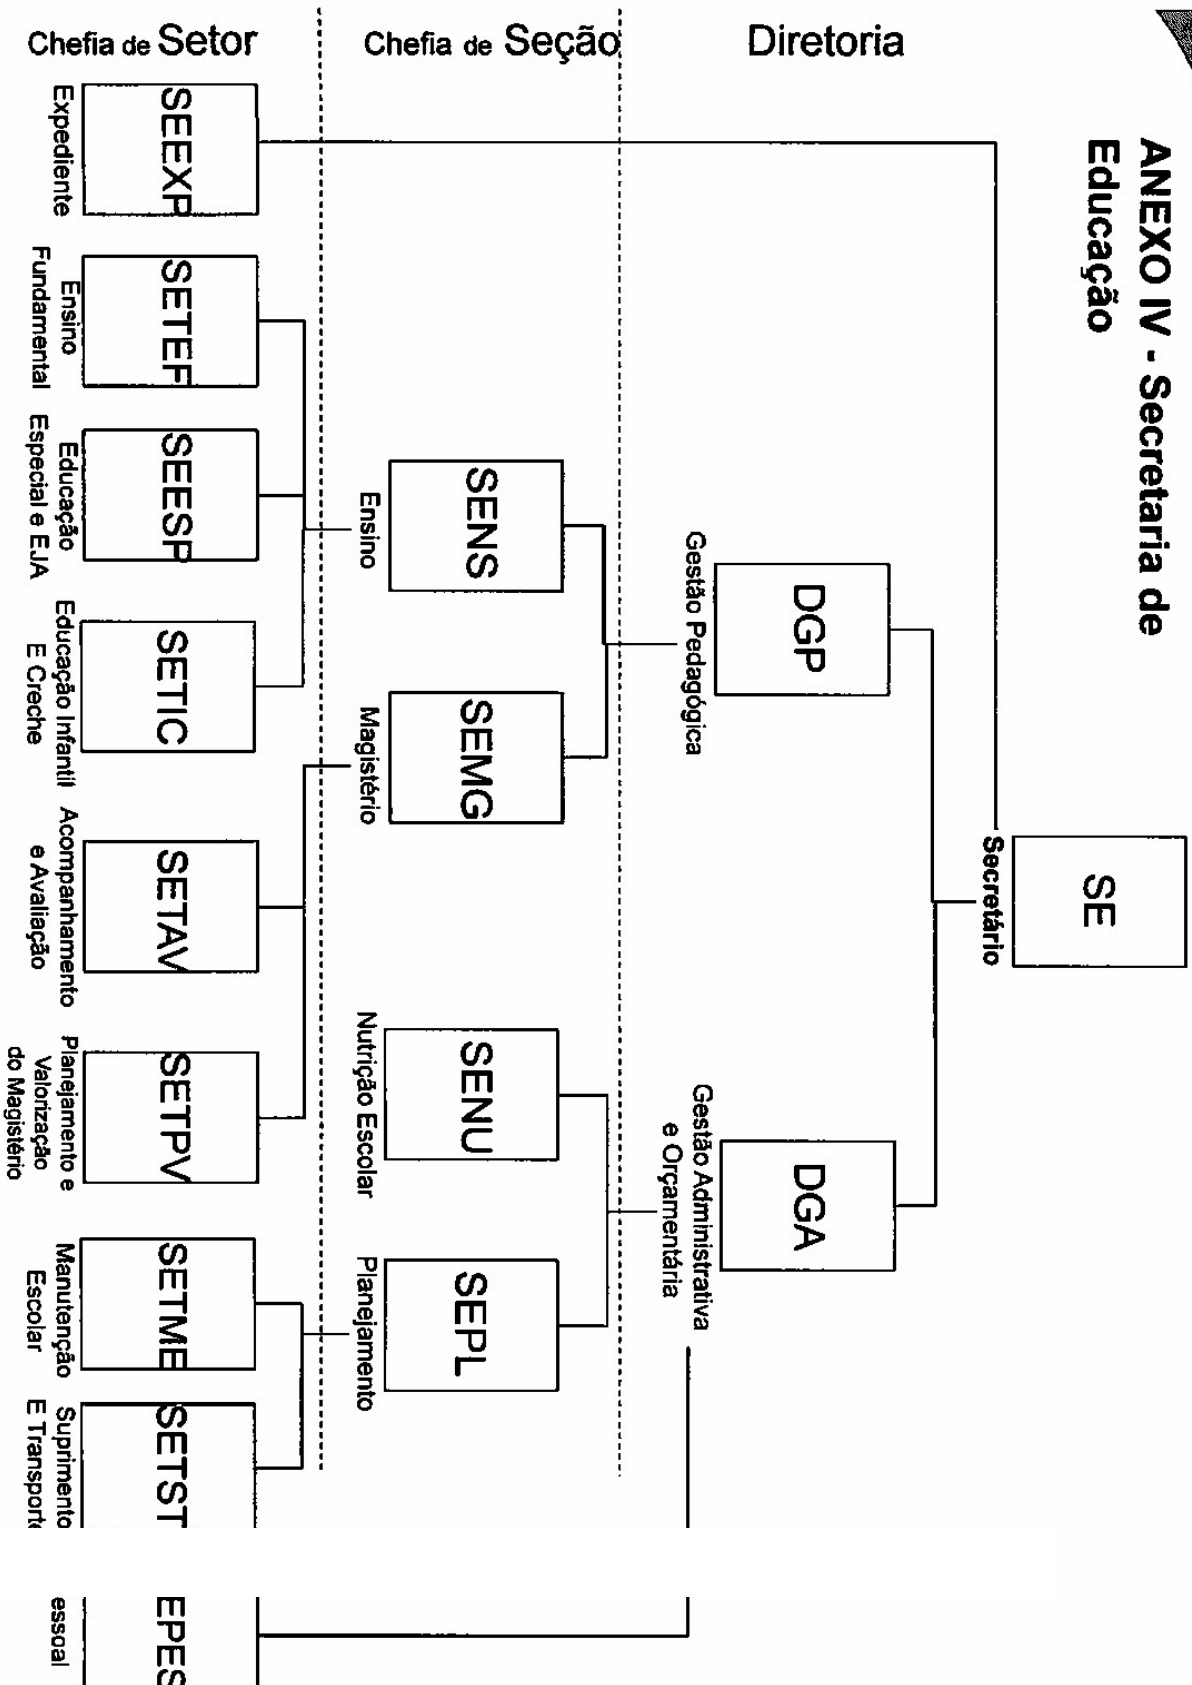 ANEXO IV - Secretaria de
Educação
SE
Secretário
Diretoria
DGP
Gestão Pedagógica
DGA
Gestão Administrativa
e Orçamentária
Chefia de Seção
SENS
Ensino
SEMG
Magistério
SENU
Nutrição Escolar
SEPL
Planejamento
Chefia de Setor
SEEXP
Expediente
SETEF
Ensino
Fundamental
SEESP
Educação
Especial e EJA
SETIC
Educação Infantil
E Creche
SETAV
Acompanhamento
e Avaliação
SETPV
Planejamento e
Valorização
do Magistério
SETME
Manutenção
Escolar
SETST
Suprimento
E Transporte
EPES
essoal